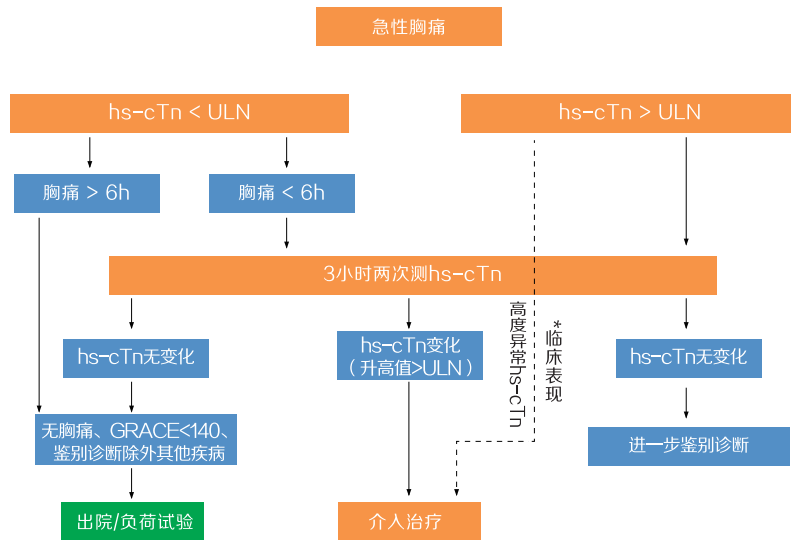 急性胸痛
hs-cTn < ULN
hs-cTn > ULN
胸痛 > 6h
胸痛 < 6h
3小时两次测hs-cTn
高度异常hs-cTn
*临床表现
hs-cTn无变化
hs-cTn变化
（升高值>ULN）
hs-cTn无变化
无胸痛、GRACE<140、
鉴别诊断除外其他疾病
进一步鉴别诊断
出院/负荷试验
介入治疗